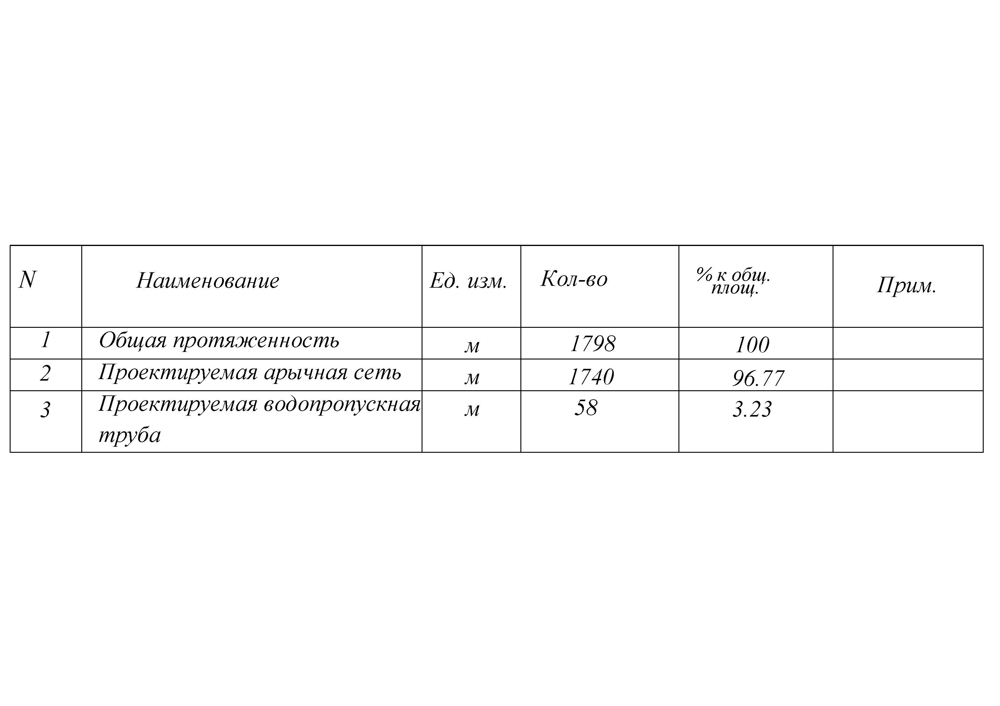 N Наименование Ед. изм. Кол-во % к общ. Прим.
площ.
1 Общая протяженность м 1798 100
2 Проектируемая арычная сеть м 1740 96.77
3 Проектируемая водопропускная м 58 3.23
труба